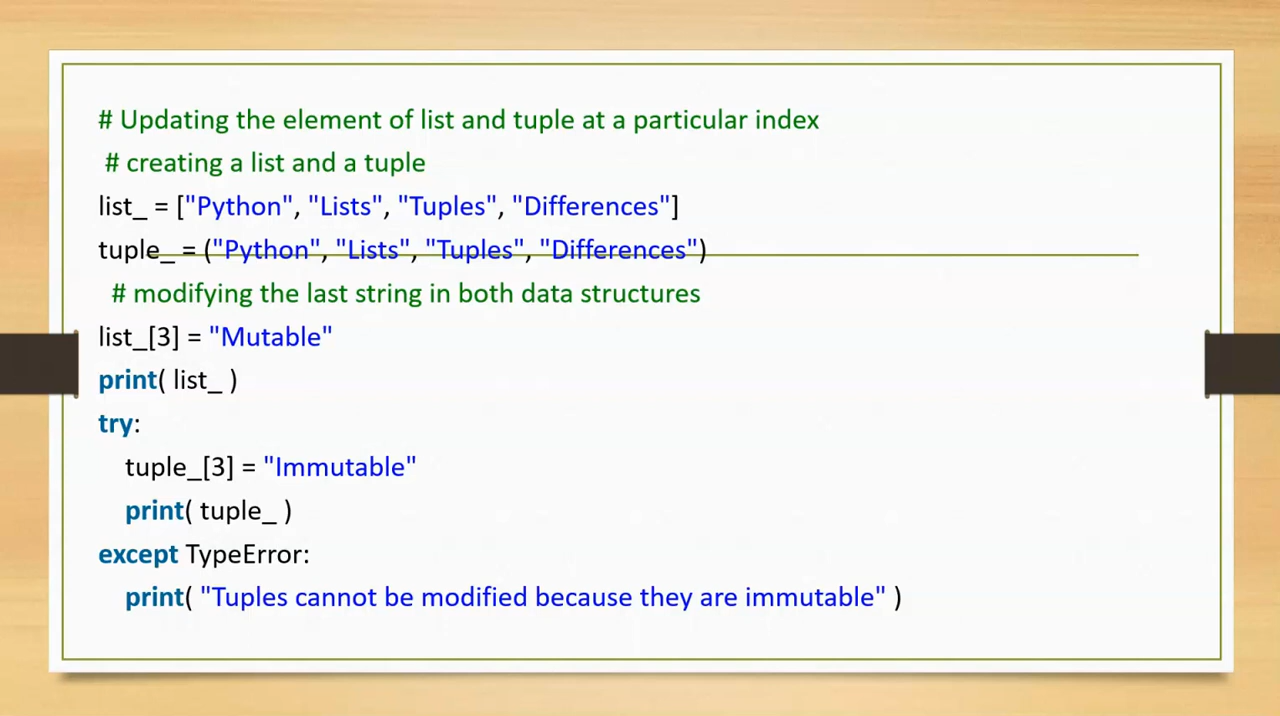 # Updating the element of list and tuple at a particular index
# creating a list and a tuple
list_ = ["Python", "Lists", "Tuples", "Differences"]
tuple_ = ("Python", "Lists", "Tuples", "Differences")
# modifying the last string in both data structures
list_[3] = "Mutable"
print( list_ )
try:
    tuple_[3] = "Immutable"
    print( tuple_ )
except TypeError:
    print( "Tuples cannot be modified because they are immutable" )